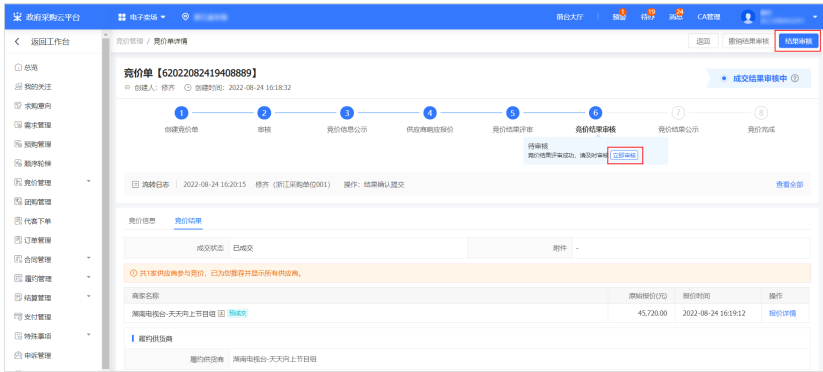 政府采购云平台
电子卖场
前台大厅
预警
待办
消息
CA管理
返回工作台
竞价管理 / 竞价单详情
返回
撤销结果审核
结果审核
总览
我的关注
求购意向
需求管理
预购管理
顺序轮候
竞价管理
团购管理
代客下单
订单管理
合同管理
履约管理
结算管理
支付管理
特殊事项
申诉管理
竞价单【62022082419408889】
创建人：修齐 创建时间：2022-08-24 16:18:32
成交结果审核中
1 2 3 4 5 6 7 8
创建竞价单 审核 竞价信息公示 供应商响应报价 竞价结果评审 竞价结果审核 竞价结果公示 竞价完成
待审核
竞价结果评审成功，请及时审核 立即审核
流转日志 2022-08-24 16:20:15 修齐（浙江采购单位001） 操作：结果确认提交 查看全部
竞价信息 竞价结果
成交状态 已成交 附件 -
共1家供应商参与竞价，已为您推荐并显示所有供应商。
商家名称 原始报价(元) 报价时间 操作
湖南电视台-天天向上节目组 预成交 45,720.00 2022-08-24 16:19:12 报价详情
履约供货商
履约供货商 湖南电视台-天天向上节目组